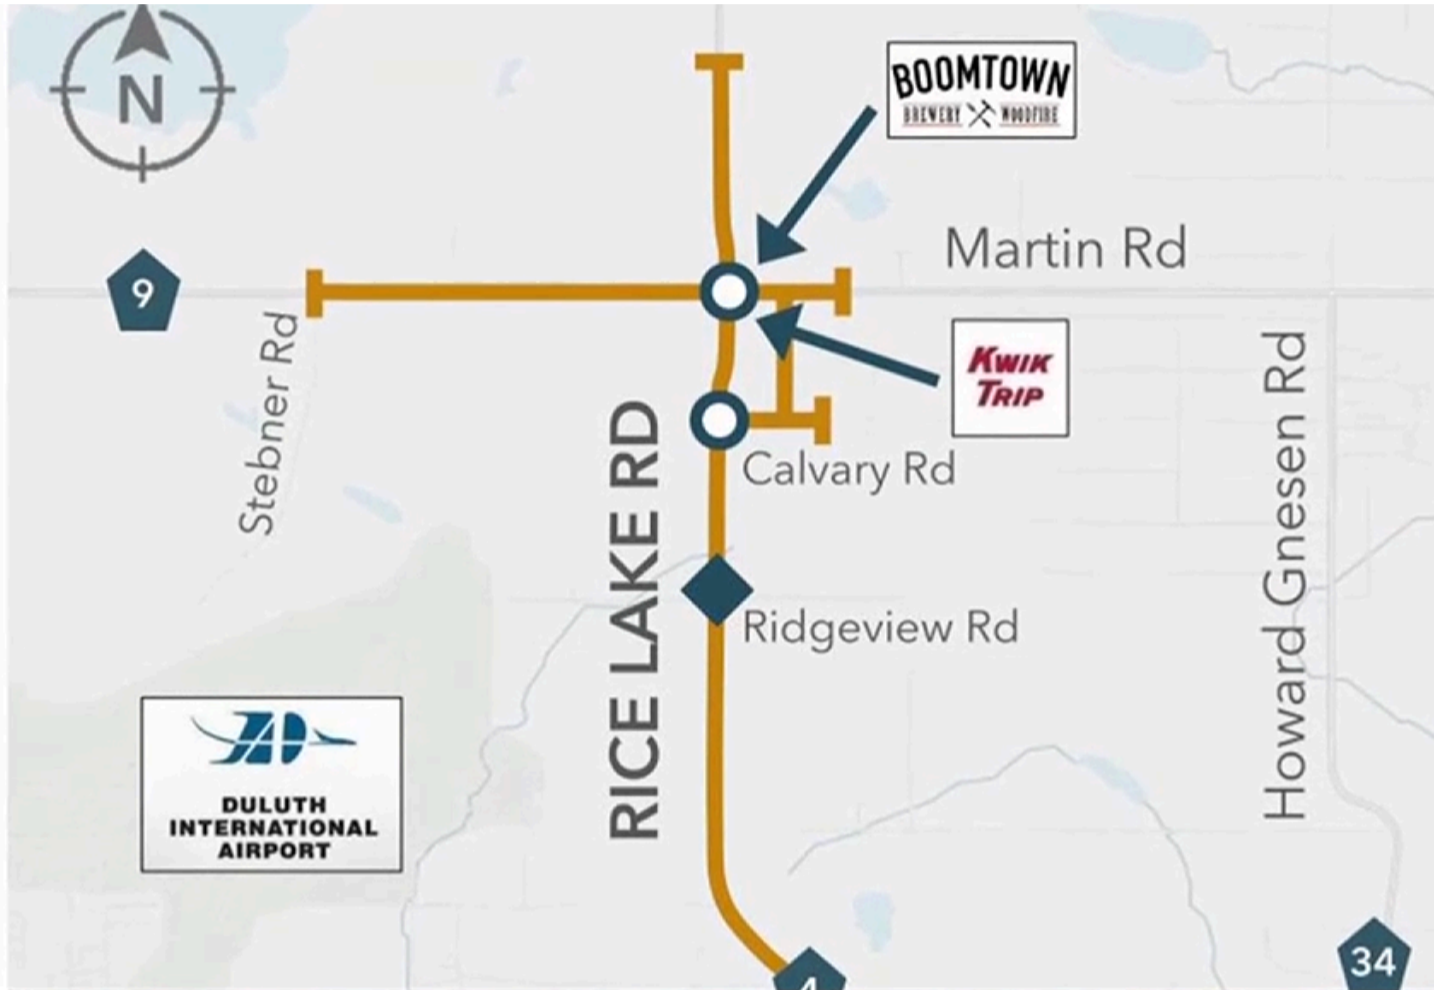 N
BOOMTOWN
BREWERY WOODFIRE
Martin Rd
9
Stebner Rd
KWIK
TRIP
RICE LAKE RD
Calvary Rd
Howard Gnesen Rd
Ridgeview Rd
DULUTH
INTERNATIONAL
AIRPORT
4
34